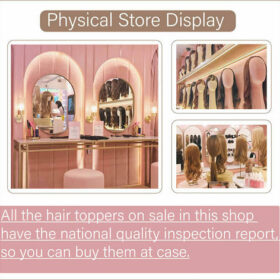 Physical Store Display
All the hair toppers on sale in this shop
have the national quality inspection report,
so you can buy them at case.